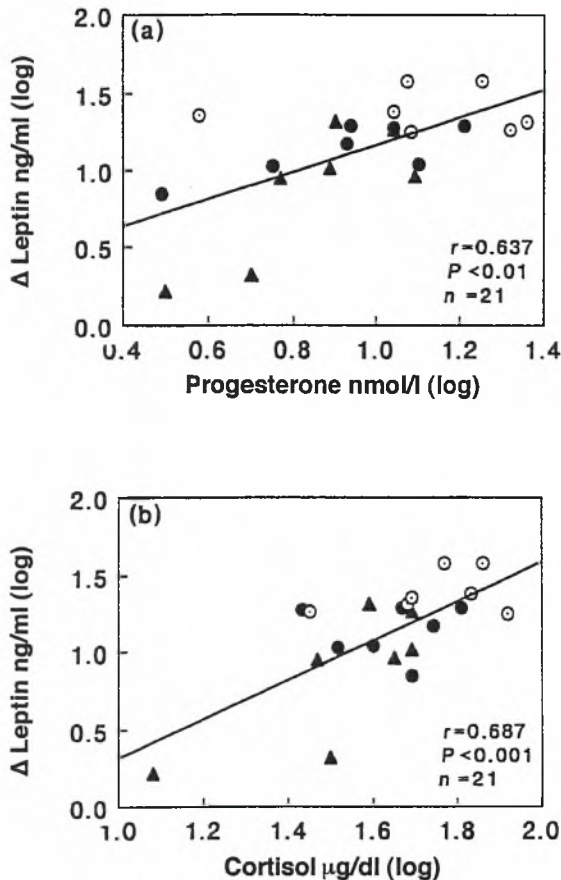 (a)
2.0
1.5
1.0
0.5
0.0
Δ Leptin ng/ml (log)
r=0.637
P <0.01
n =21
0.4 0.6 0.8 1.0 1.2 1.4
Progesterone nmol/l (log)
(b)
2.0
1.5
1.0
0.5
0.0
Δ Leptin ng/ml (log)
r=0.687
P <0.001
n =21
1.0 1.2 1.4 1.6 1.8 2.0
Cortisol μg/dl (log)